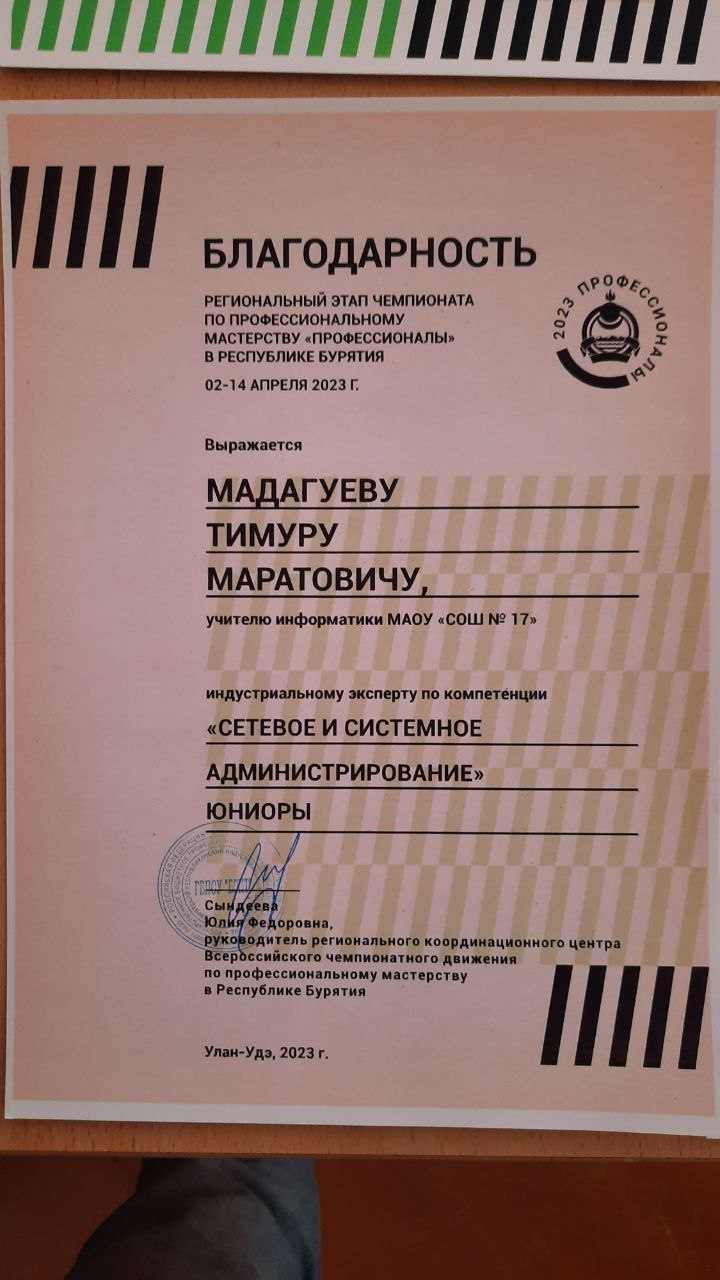 БЛАГОДАРНОСТЬ
РЕГИОНАЛЬНЫЙ ЭТАП ЧЕМПИОНАТА
ПО ПРОФЕССИОНАЛЬНОМУ
МАСТЕРСТВУ «ПРОФЕССИОНАЛЫ»
В РЕСПУБЛИКЕ БУРЯТИЯ
02-14 АПРЕЛЯ 2023 Г.
2023 ПРОФЕССИОНАЛЫ
Выражается
МАДАГУЕВУ
ТИМУРУ
МАРАТОВИЧУ,
учителю информатики МАОУ «СОШ № 17»
индустриальному эксперту по компетенции
«СЕТЕВОЕ И СИСТЕМНОЕ
АДМИНИСТРИРОВАНИЕ»
ЮНИОРЫ
РОССИЙСКАЯ ФЕДЕРАЦИЯ
Сындеева
Юлия Федоровна,
руководитель регионального координационного центра
Всероссийского чемпионатного движения
по профессиональному мастерству
в Республике Бурятия
Улан-Удэ, 2023 г.